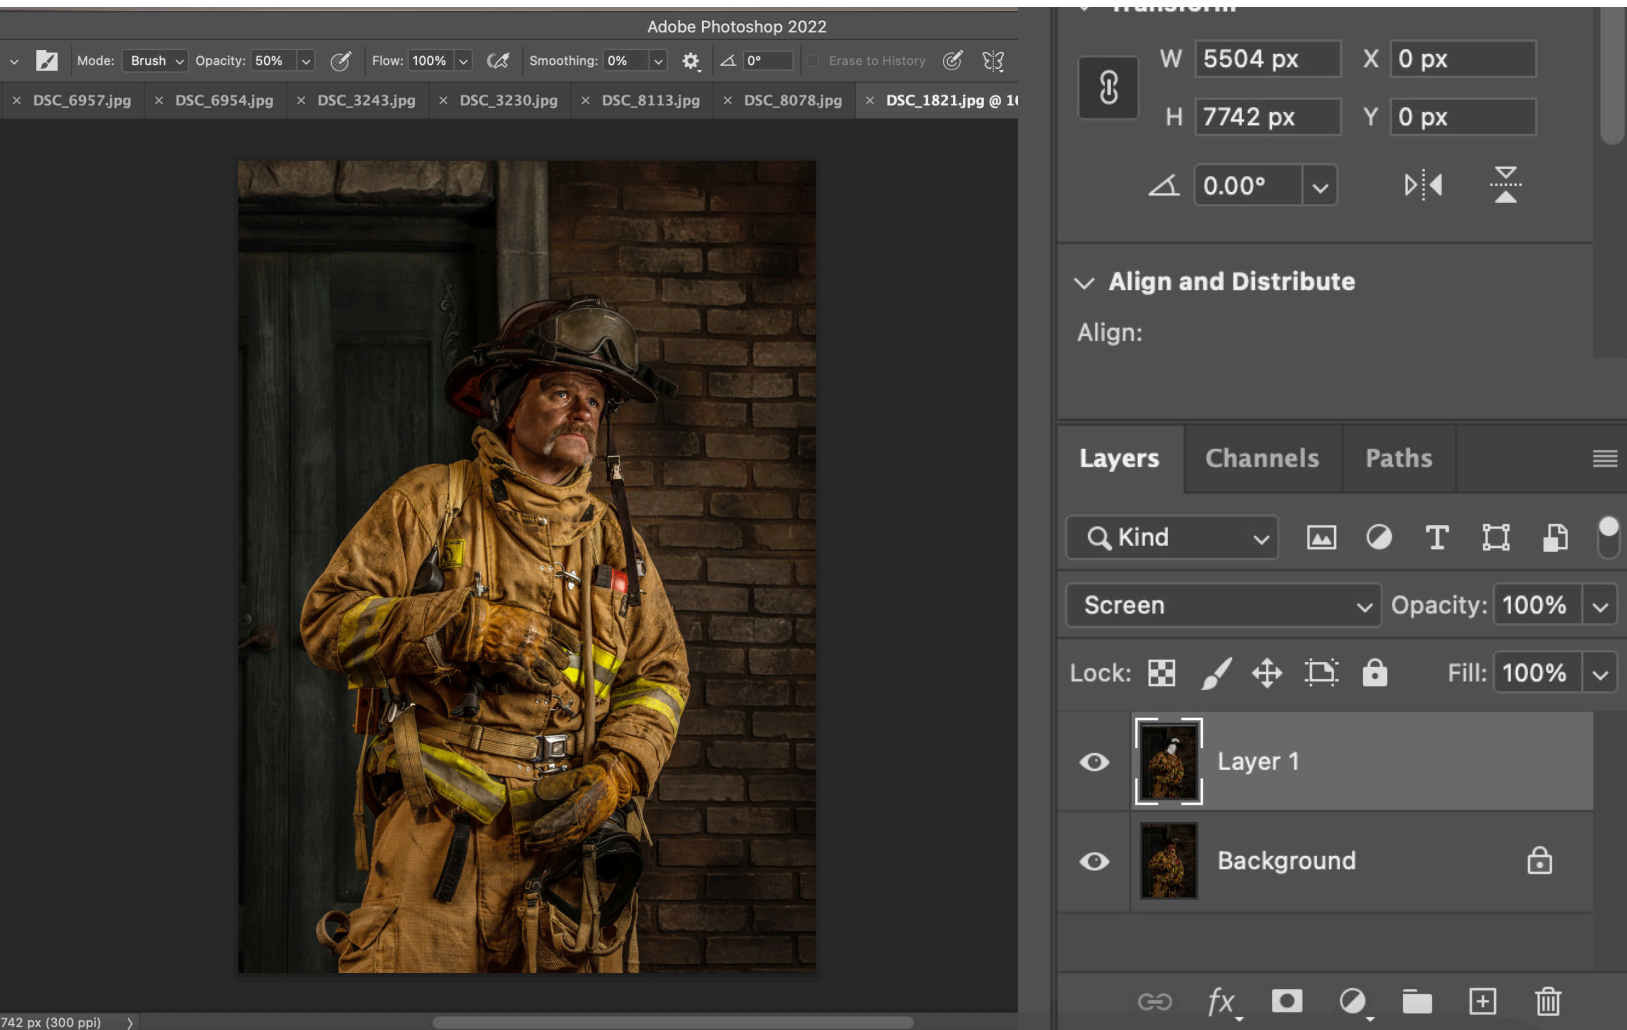 Adobe Photoshop 2022
Mode: Brush Opacity: 50% Flow: 100% Smoothing: 0% 0° Erase to History
× DSC_6957.jpg × DSC_6954.jpg × DSC_3243.jpg × DSC_3230.jpg × DSC_8113.jpg × DSC_8078.jpg × DSC_1821.jpg @ 1
742 px (300 ppi)
Transform
W 5504 px X 0 px
H 7742 px Y 0 px
0.00°
Align and Distribute
Align:
Layers Channels Paths
Kind
Screen Opacity: 100%
Lock: Fill: 100%
Layer 1
Background
fx